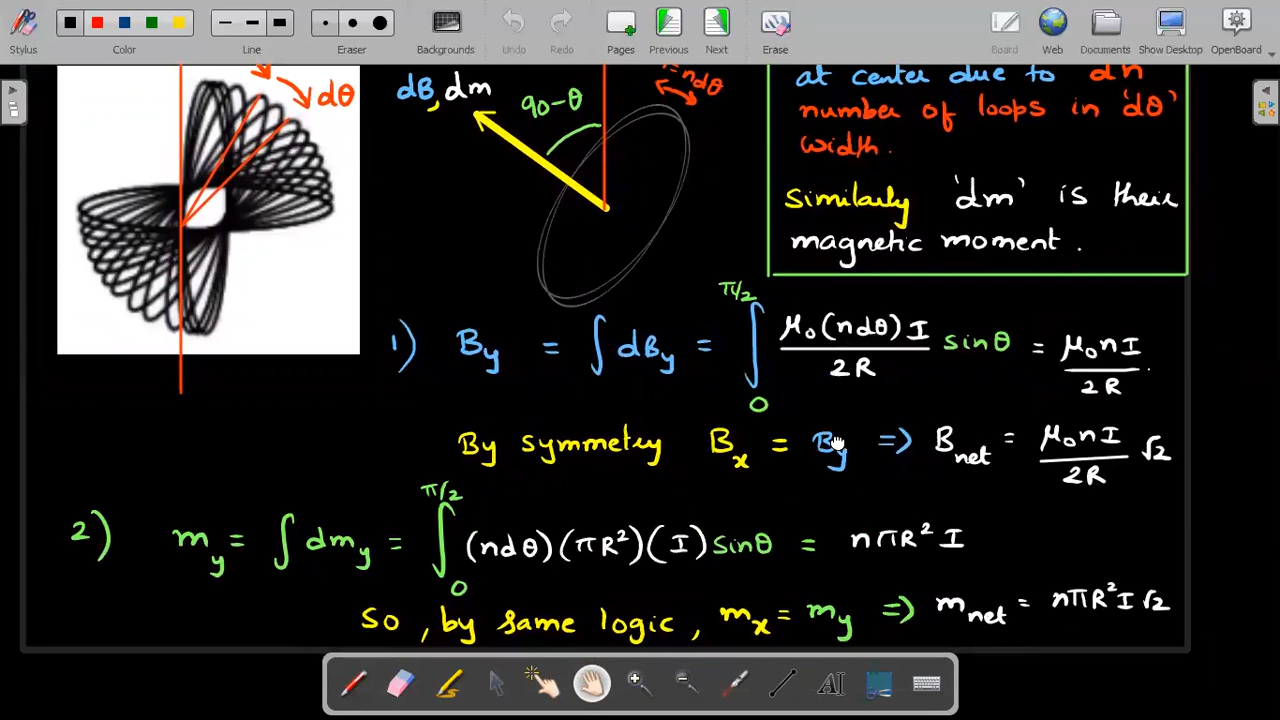 Stylus Color Line Eraser Backgrounds Undo Redo Pages Previous Next Erase Board Web Documents Show Desktop OpenBoard
dθ
dB, dm
90-θ
= ndθ
at center due to dn
number of loops in 'dθ'
width.
similarly 'dm' is their
magnetic moment.
1) By = ∫ dBy = ∫₀^π/2 μ₀(ndθ)I/2R sinθ = μ₀nI/2R.
By symmetry Bx = By => Bnet = μ₀nI/2R √2
2) my = ∫ dmy = ∫₀^π/2 (ndθ)(πR²)(I)sinθ = nπR²I
So, by same logic, mx = my => mnet = nπR²I√2
AI